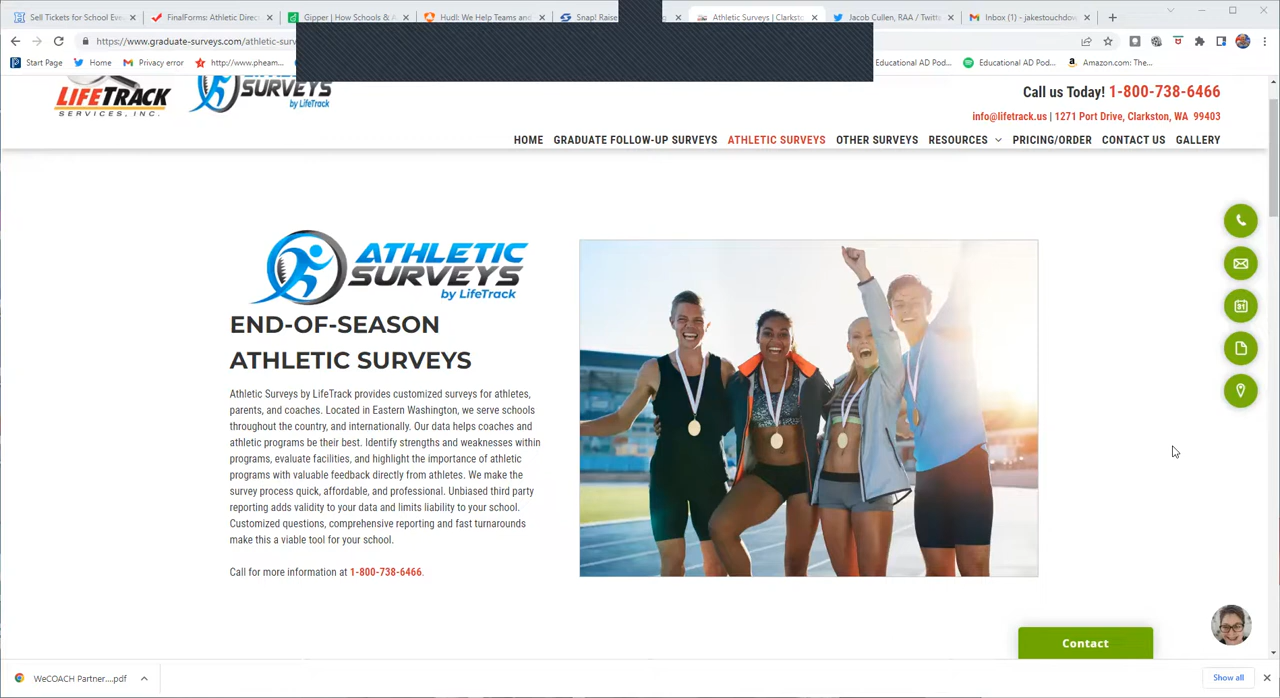 Sell Tickets for School Eve
FinalForms: Athletic Direc
Gipper | How Schools & A
Hudl: We Help Teams and
Snap! Raise
Athletic Surveys | Clarkst
Jacob Cullen, RAA / Twitt
Inbox (1) - jakestouchdow
https://www.graduate-surveys.com/athletic-surv
Start Page
Home
Privacy error
http://www.pheam...
Educational AD Pod...
Educational AD Pod...
Amazon.com: The...
LIFETRACK
SERVICES, INC.
SURVEYS
by LifeTrack
Call us Today! 1-800-738-6466
info@lifetrack.us | 1271 Port Drive, Clarkston, WA 99403
HOME GRADUATE FOLLOW-UP SURVEYS ATHLETIC SURVEYS OTHER SURVEYS RESOURCES PRICING/ORDER CONTACT US GALLERY
ATHLETIC
SURVEYS
by LifeTrack
END-OF-SEASON
ATHLETIC SURVEYS
Athletic Surveys by LifeTrack provides customized surveys for athletes,
parents, and coaches. Located in Eastern Washington, we serve schools
throughout the country, and internationally. Our data helps coaches and
athletic programs be their best. Identify strengths and weaknesses within
programs, evaluate facilities, and highlight the importance of athletic
programs with valuable feedback directly from athletes. We make the
survey process quick, affordable, and professional. Unbiased third party
reporting adds validity to your data and limits liability to your school.
Customized questions, comprehensive reporting and fast turnarounds
make this a viable tool for your school.
Call for more information at 1-800-738-6466.
31
Contact
WeCOACH Partner....pdf
Show all